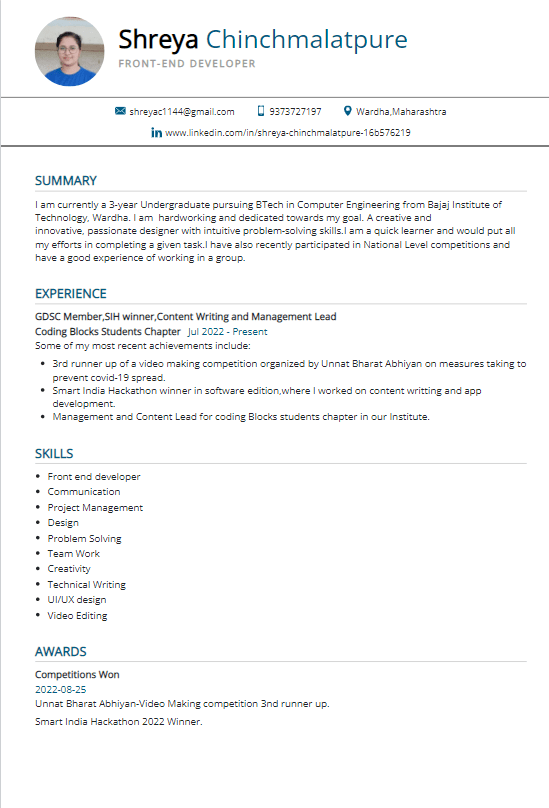 Shreya Chinchmalatpure
FRONT-END DEVELOPER
shreyac1144@gmail.com 9373727197 Wardha,Maharashtra
www.linkedin.com/in/shreya-chinchmalatpure-16b576219
SUMMARY
I am currently a 3-year Undergraduate pursuing BTech in Computer Engineering from Bajaj Institute of
Technology, Wardha. I am hardworking and dedicated towards my goal. A creative and
innovative, passionate designer with intuitive problem-solving skills.I am a quick learner and would put all
my efforts in completing a given task.I have also recently participated in National Level competitions and
have a good experience of working in a group.
EXPERIENCE
GDSC Member,SIH winner,Content Writing and Management Lead
Coding Blocks Students Chapter Jul 2022 - Present
Some of my most recent achievements include:
• 3rd runner up of a video making competition organized by Unnat Bharat Abhiyan on measures taking to
prevent covid-19 spread.
• Smart India Hackathon winner in software edition,where I worked on content writting and app
development.
• Management and Content Lead for coding Blocks students chapter in our Institute.
SKILLS
• Front end developer
• Communication
• Project Management
• Design
• Problem Solving
• Team Work
• Creativity
• Technical Writing
• UI/UX design
• Video Editing
AWARDS
Competitions Won
2022-08-25
Unnat Bharat Abhiyan-Video Making competition 3nd runner up.
Smart India Hackathon 2022 Winner.